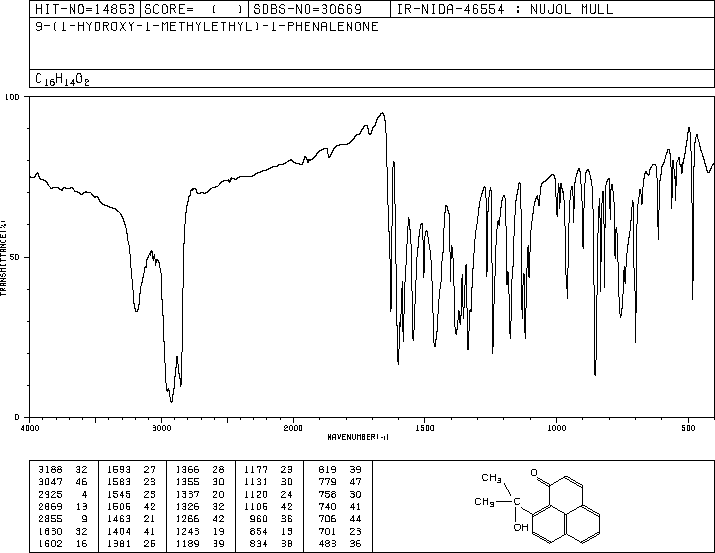 HIT-NO=14853 SCORE= ( ) SDBS-NO=30669 IR-NIDA-46554 : NUJOL MULL
9-(1-HYDROXY-1-METHYLETHYL)-1-PHENALENONE
C16H14O2
100
50
0
TRANSMITTANCE(%)
4000 3000 2000 1500 1000 500
WAVENUMBER(-1)
3188 32 1593 27 1366 28 1177 23 819 39
3047 46 1583 23 1355 30 1131 30 779 47
2925 4 1545 23 1337 20 1120 24 758 30
2869 13 1506 42 1326 32 1106 42 740 41
2855 9 1463 21 1266 42 960 36 706 44
1630 32 1404 41 1243 19 854 13 701 23
1602 16 1381 26 1189 39 834 38 483 36
CH3
O
CH3
C
OH